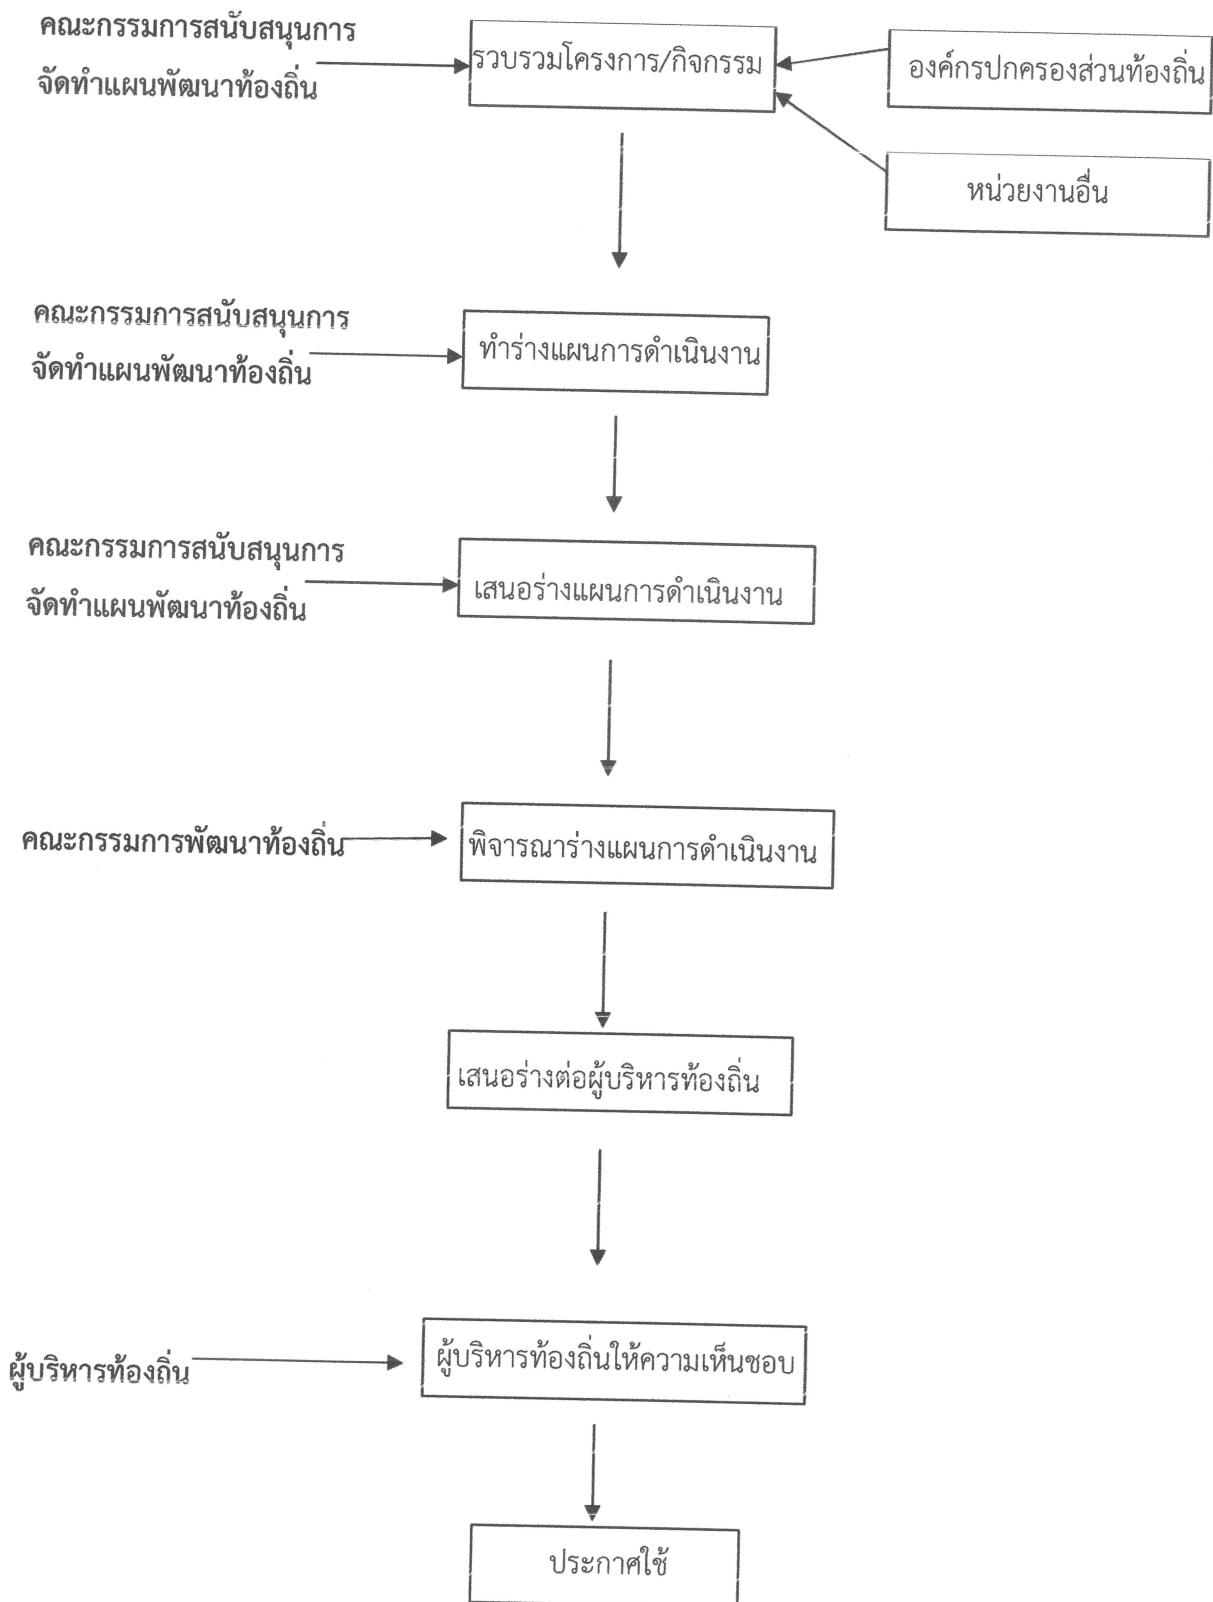 คณะกรรมการสนับสนุนการ
จัดทำแผนพัฒนาท้องถิ่น
รวบรวมโครงการ/กิจกรรม
องค์กรปกครองส่วนท้องถิ่น
หน่วยงานอื่น
คณะกรรมการสนับสนุนการ
จัดทำแผนพัฒนาท้องถิ่น
ทำร่างแผนการดำเนินงาน
คณะกรรมการสนับสนุนการ
จัดทำแผนพัฒนาท้องถิ่น
เสนอร่างแผนการดำเนินงาน
คณะกรรมการพัฒนาท้องถิ่น
พิจารณาร่างแผนการดำเนินงาน
เสนอร่างต่อผู้บริหารท้องถิ่น
ผู้บริหารท้องถิ่น
ผู้บริหารท้องถิ่นให้ความเห็นชอบ
ประกาศใช้